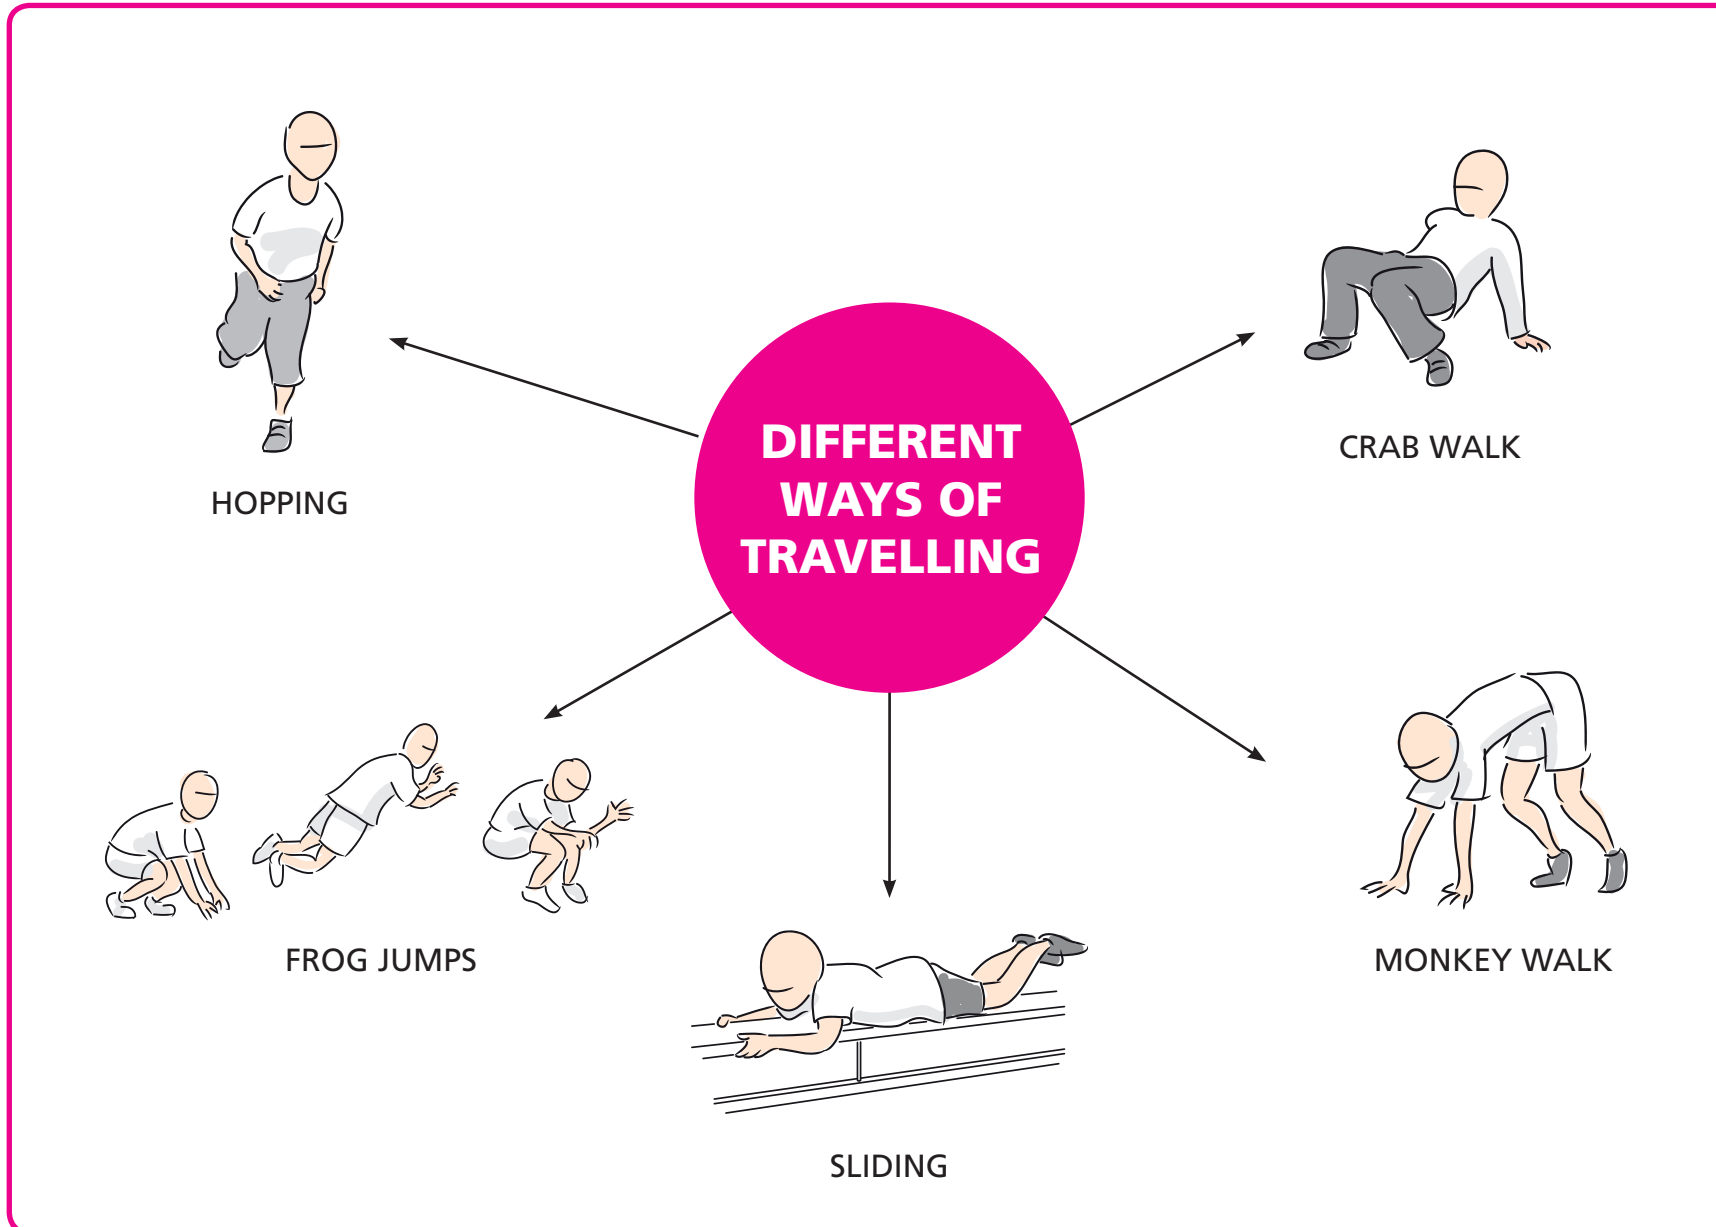 DIFFERENT
WAYS OF
TRAVELLING
HOPPING
CRAB WALK
FROG JUMPS
MONKEY WALK
SLIDING